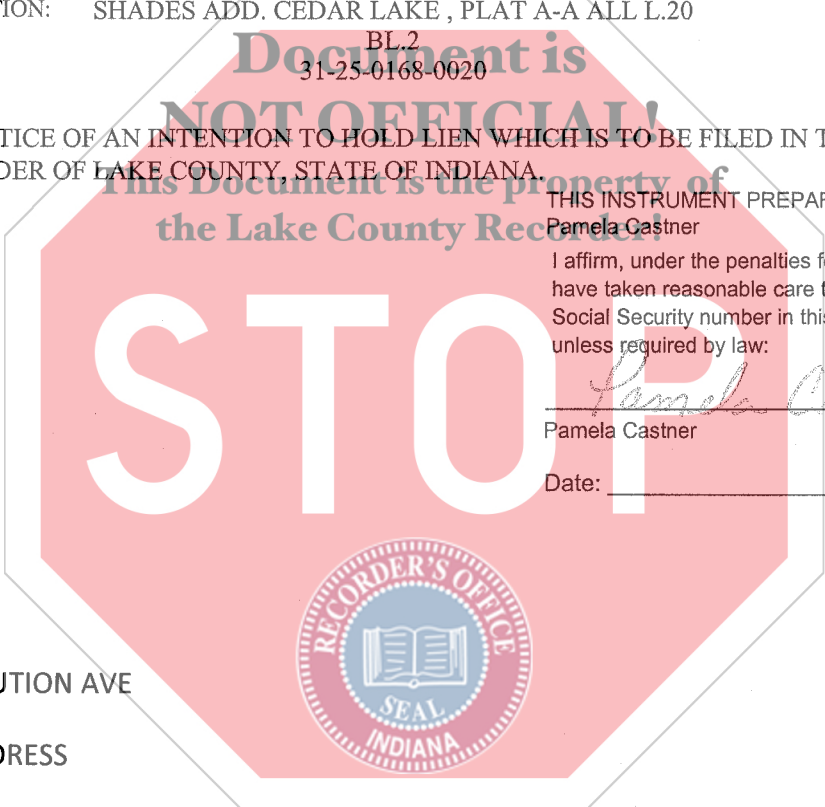 TION: SHADES ADD. CEDAR LAKE , PLAT A-A ALL L.20
BL.2
31-25-0168-0020
Document is
NOT OFFICIAL!
TICE OF AN INTENTION TO HOLD LIEN WHICH IS TO BE FILED IN T
DER OF LAKE COUNTY, STATE OF INDIANA.
This Document is the property of
the Lake County Recorder!
THIS INSTRUMENT PREPAR
Pamela Castner
I affirm, under the penalties f
have taken reasonable care t
Social Security number in this
unless required by law:
Pamela C
Pamela Castner
Date:
STOP
RECORDER'S OFFICE
SEAL
INDIANA
UTION AVE
DRESS